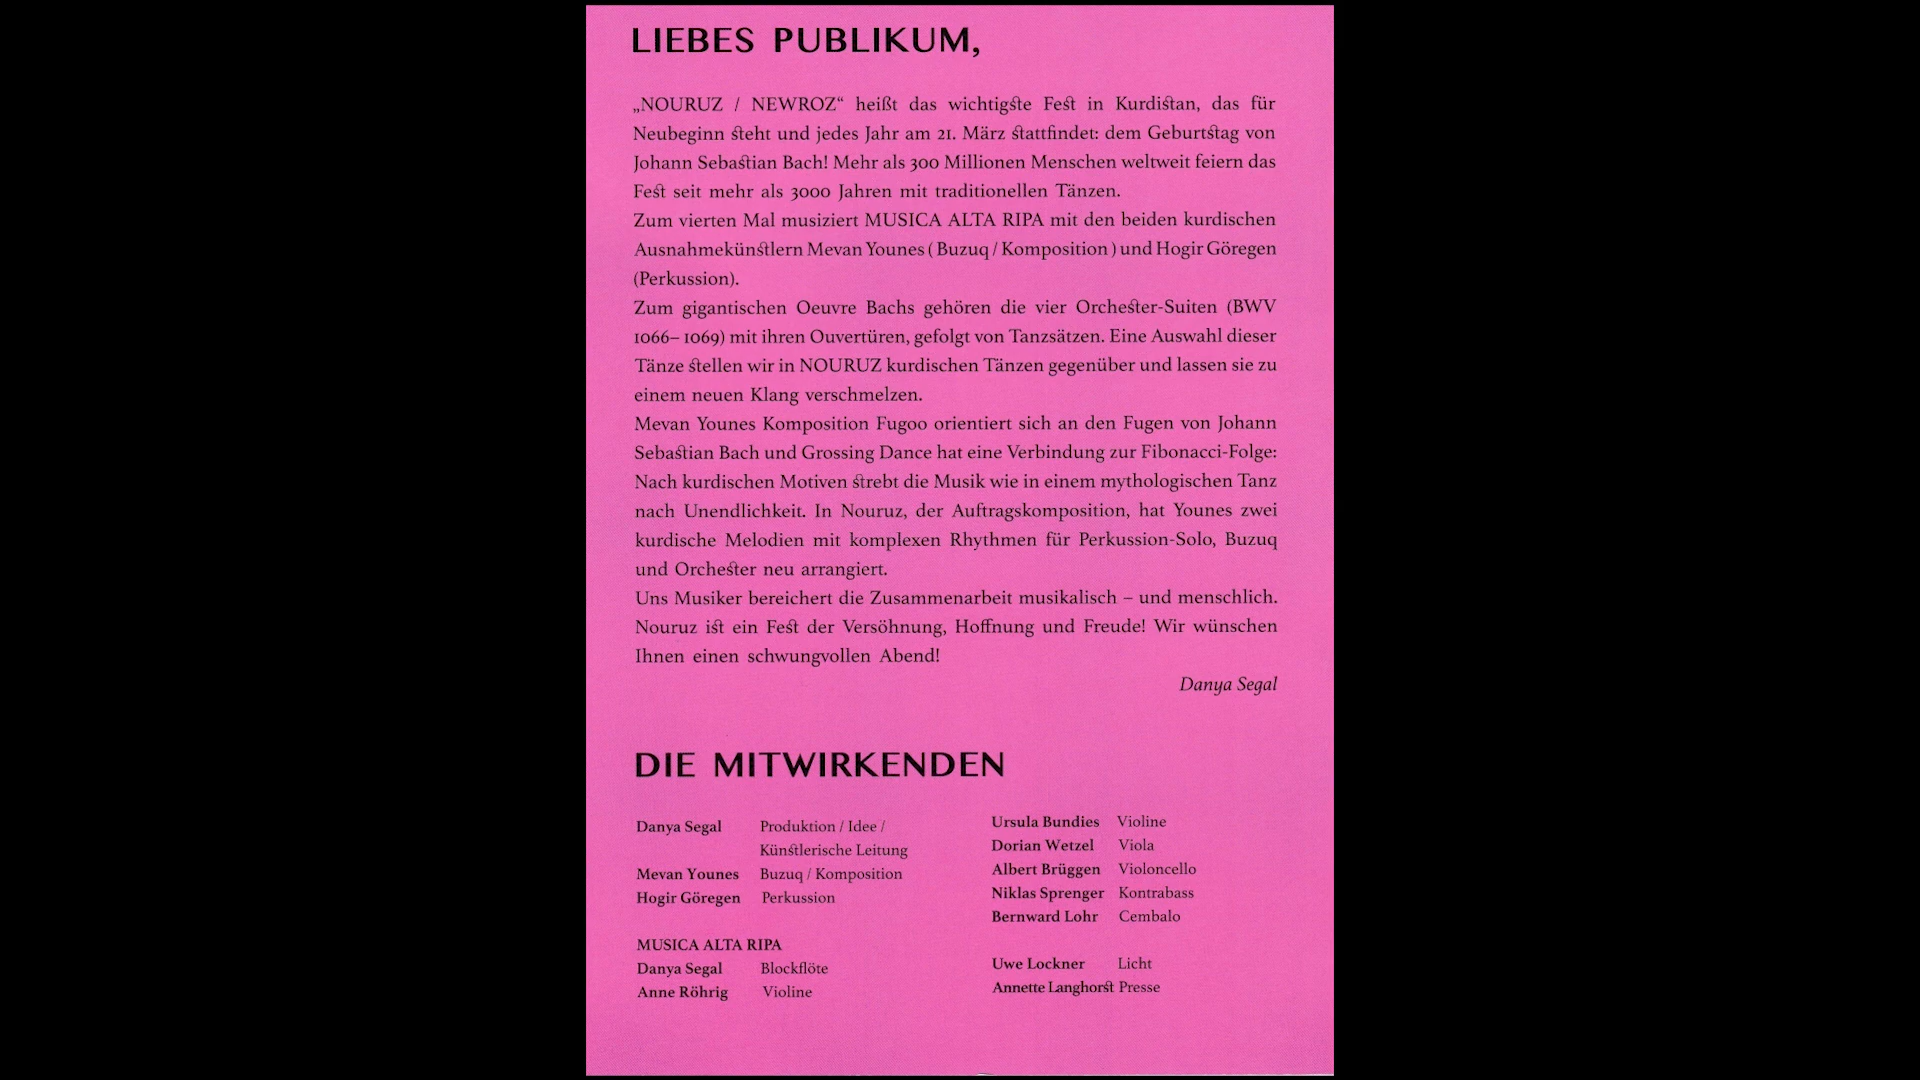 LIEBES PUBLIKUM,
„NOURUZ / NEWROZ“ heißt das wichtigste Fest in Kurdistan, das für
Neubeginn steht und jedes Jahr am 21. März stattfindet: dem Geburtstag von
Johann Sebastian Bach! Mehr als 300 Millionen Menschen weltweit feiern das
Fest seit mehr als 3000 Jahren mit traditionellen Tänzen.
Zum vierten Mal musiziert MUSICA ALTA RIPA mit den beiden kurdischen
Ausnahmekünstlern Mevan Younes ( Buzuq / Komposition ) und Hogir Göregen
(Perkussion).
Zum gigantischen Oeuvre Bachs gehören die vier Orchester-Suiten (BWV
1066– 1069) mit ihren Ouvertüren, gefolgt von Tanzsätzen. Eine Auswahl dieser
Tänze stellen wir in NOURUZ kurdischen Tänzen gegenüber und lassen sie zu
einem neuen Klang verschmelzen.
Mevan Younes Komposition Fugoo orientiert sich an den Fugen von Johann
Sebastian Bach und Grossing Dance hat eine Verbindung zur Fibonacci-Folge:
Nach kurdischen Motiven strebt die Musik wie in einem mythologischen Tanz
nach Unendlichkeit. In Nouruz, der Auftragskomposition, hat Younes zwei
kurdische Melodien mit komplexen Rhythmen für Perkussion-Solo, Buzuq
und Orchester neu arrangiert.
Uns Musiker bereichert die Zusammenarbeit musikalisch – und menschlich.
Nouruz ist ein Fest der Versöhnung, Hoffnung und Freude! Wir wünschen
Ihnen einen schwungvollen Abend!
Danya Segal
DIE MITWIRKENDEN
Danya Segal Produktion / Idee /
Künstlerische Leitung
Mevan Younes Buzuq / Komposition
Hogir Göregen Perkussion
MUSICA ALTA RIPA
Danya Segal Blockflöte
Anne Röhrig Violine
Ursula Bundies Violine
Dorian Wetzel Viola
Albert Brüggen Violoncello
Niklas Sprenger Kontrabass
Bernward Lohr Cembalo
Uwe Lockner Licht
Annette Langhorst Presse